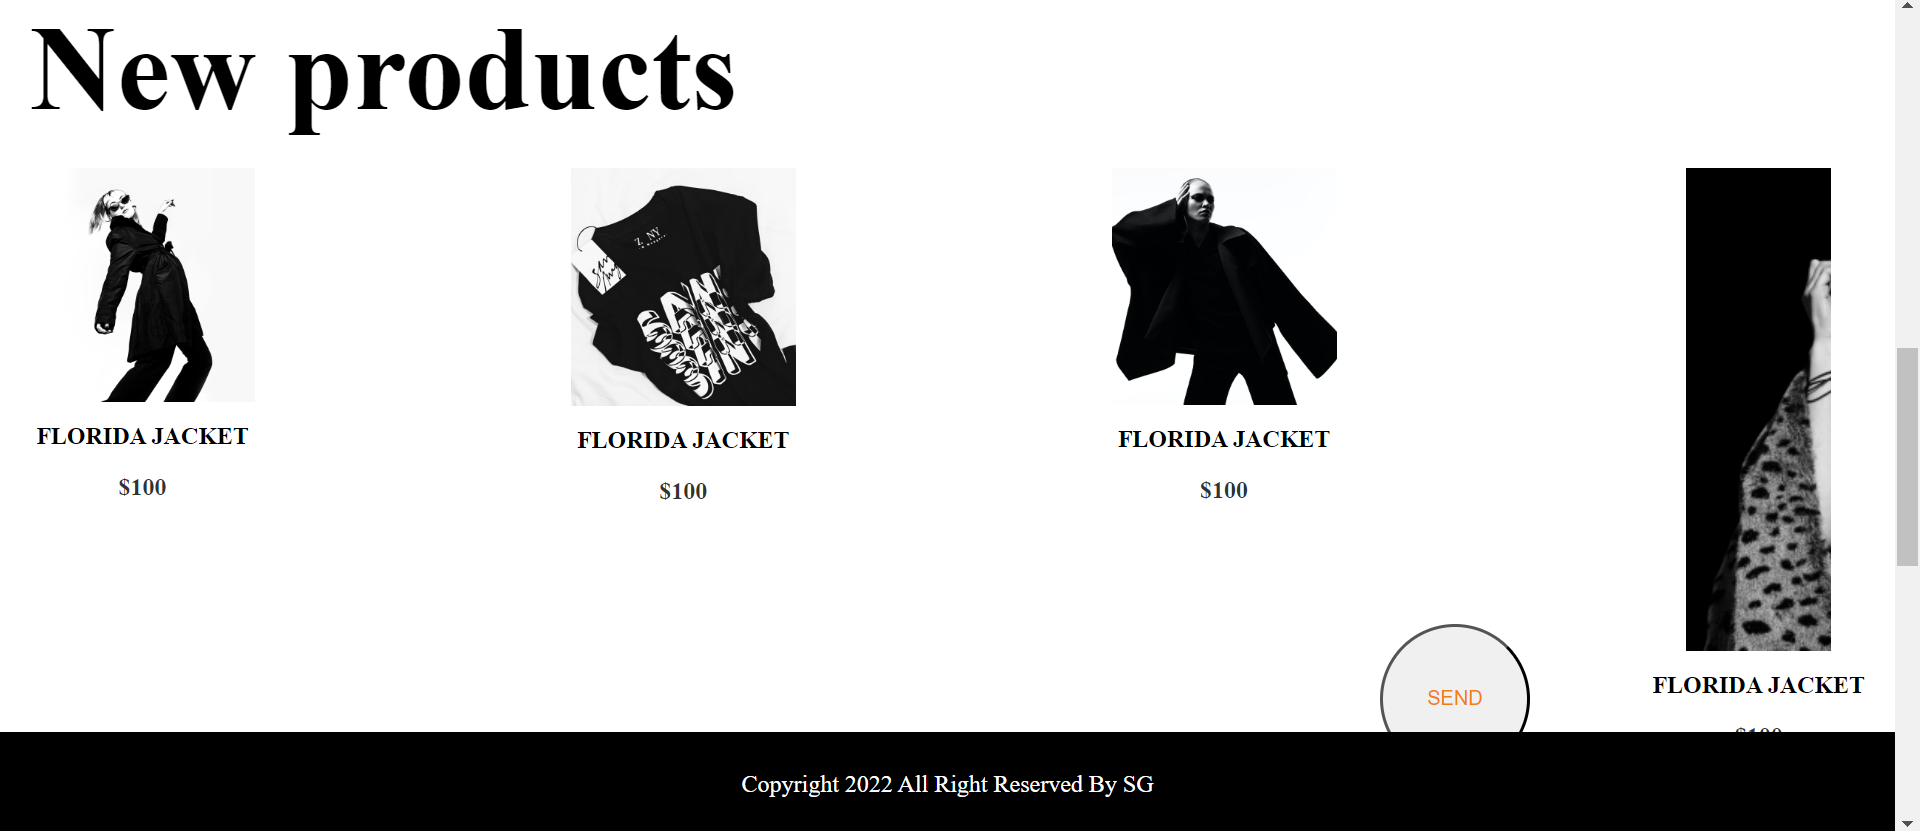 New products
Z NY
FLORIDA JACKET
$100
FLORIDA JACKET
$100
FLORIDA JACKET
$100
FLORIDA JACKET
SEND
Copyright 2022 All Right Reserved By SG